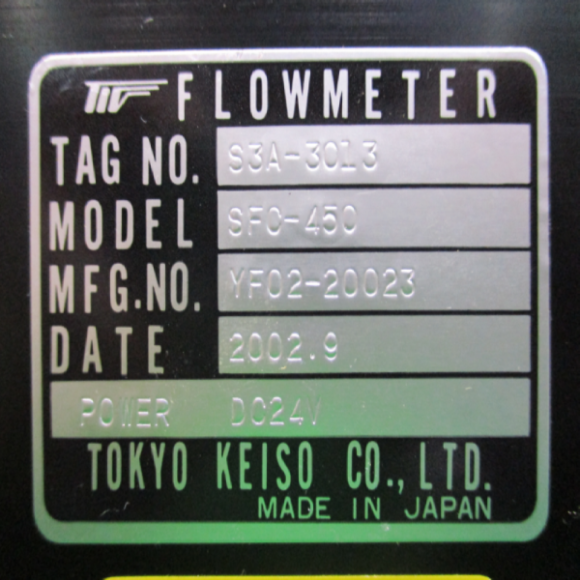 FLOWMETER
TAG NO. S3A-3013
MODEL SFC-450
MFG.NO. YF02-20023
DATE 2002.9
POWER DC24V
TOKYO KEISO CO., LTD.
MADE IN JAPAN